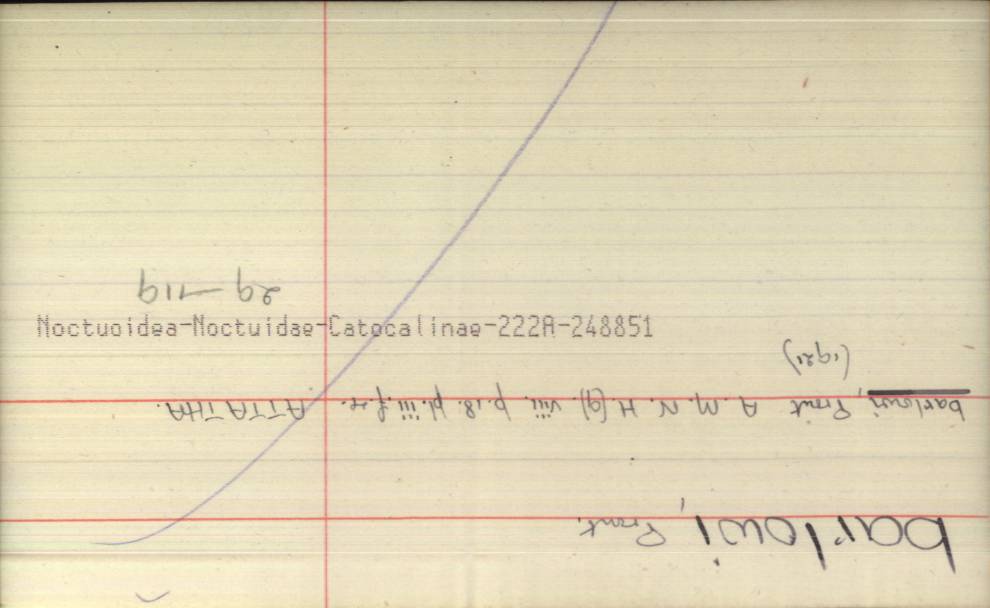 barlowi, Prout.
barlowi, Prout A.M.N.H. (9). viii. p. 18. pl. iii. f. ATTATHA.
(1921)
Noctuoidea-Noctuidae-Catocalinae-222A-248851
29-119